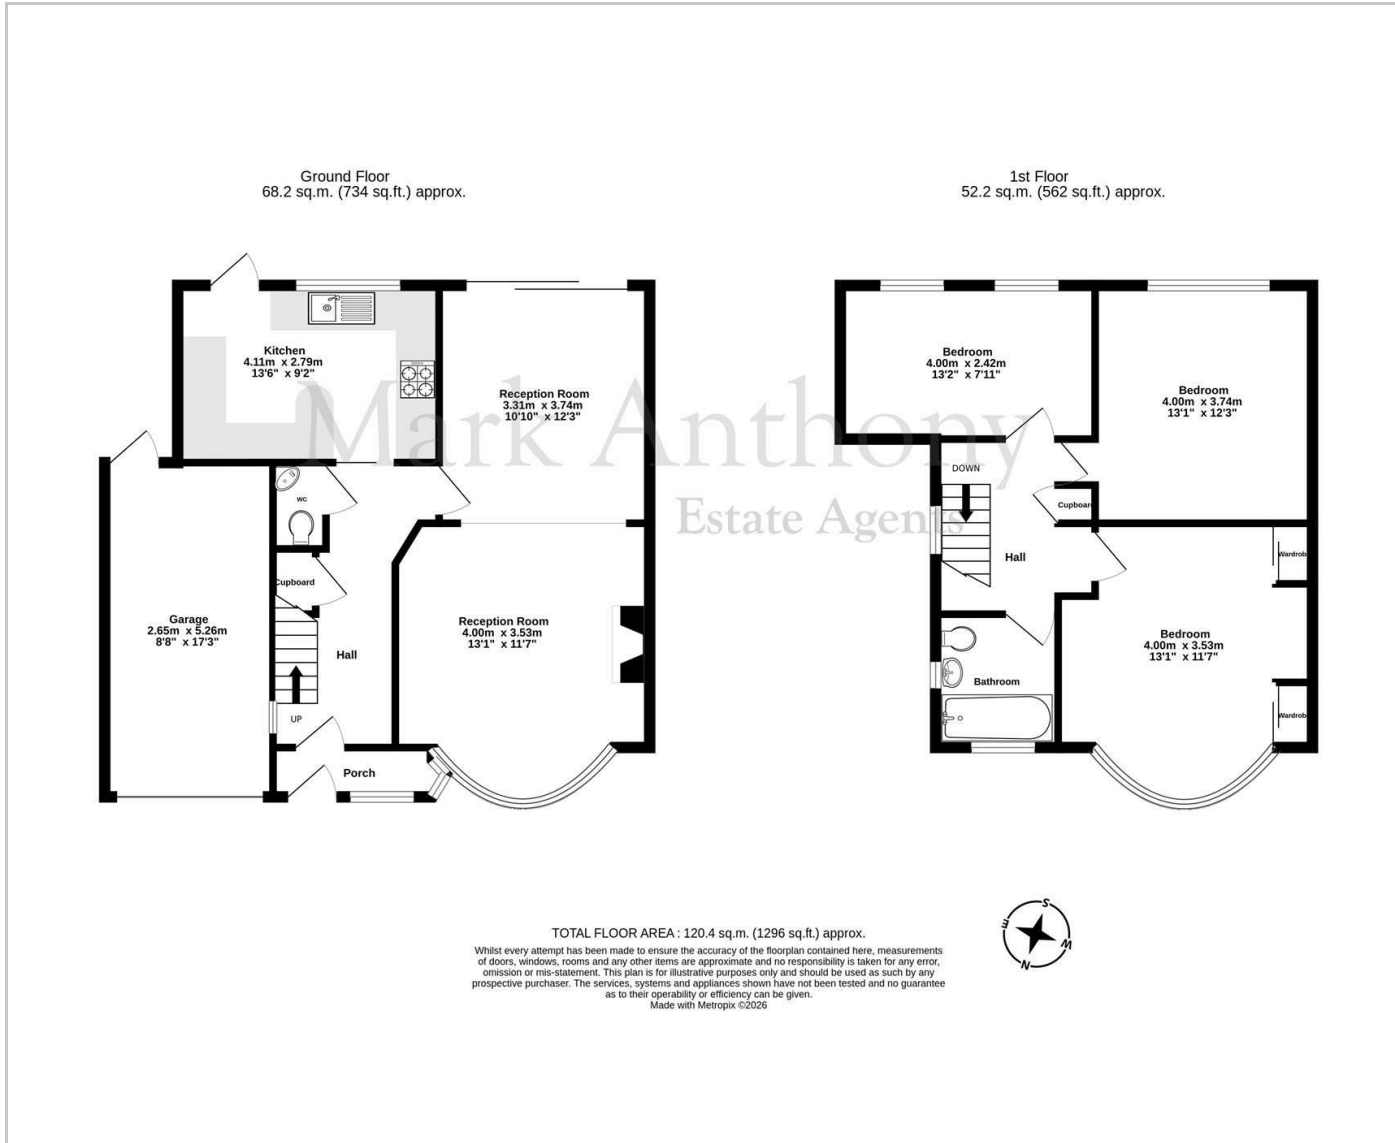 Ground Floor
68.2 sq.m. (734 sq.ft.) approx.
1st Floor
52.2 sq.m. (562 sq.ft.) approx.
Kitchen
4.11m x 2.79m
13'6" x 9'2"
Reception Room
3.31m x 3.74m
10'10" x 12'3"
WC
Cupboard
Garage
2.65m x 5.26m
8'8" x 17'3"
Hall
UP
Reception Room
4.00m x 3.53m
13'1" x 11'7"
Porch
Bedroom
4.00m x 2.42m
13'2" x 7'11"
Bedroom
4.00m x 3.74m
13'1" x 12'3"
DOWN
Cupboard
Hall
Wardrob
Bedroom
4.00m x 3.53m
13'1" x 11'7"
Bathroom
Wardrob
Mark Anthony
Estate Agents
TOTAL FLOOR AREA : 120.4 sq.m. (1296 sq.ft.) approx.
Whilst every attempt has been made to ensure the accuracy of the floorplan contained here, measurements
of doors, windows, rooms and any other items are approximate and no responsibility is taken for any error,
omission or mis-statement. This plan is for illustrative purposes only and should be used as such by any
prospective purchaser. The services, systems and appliances shown have not been tested and no guarantee
as to their operability or efficiency can be given.
Made with Metropix ©2026
S
E
W
N